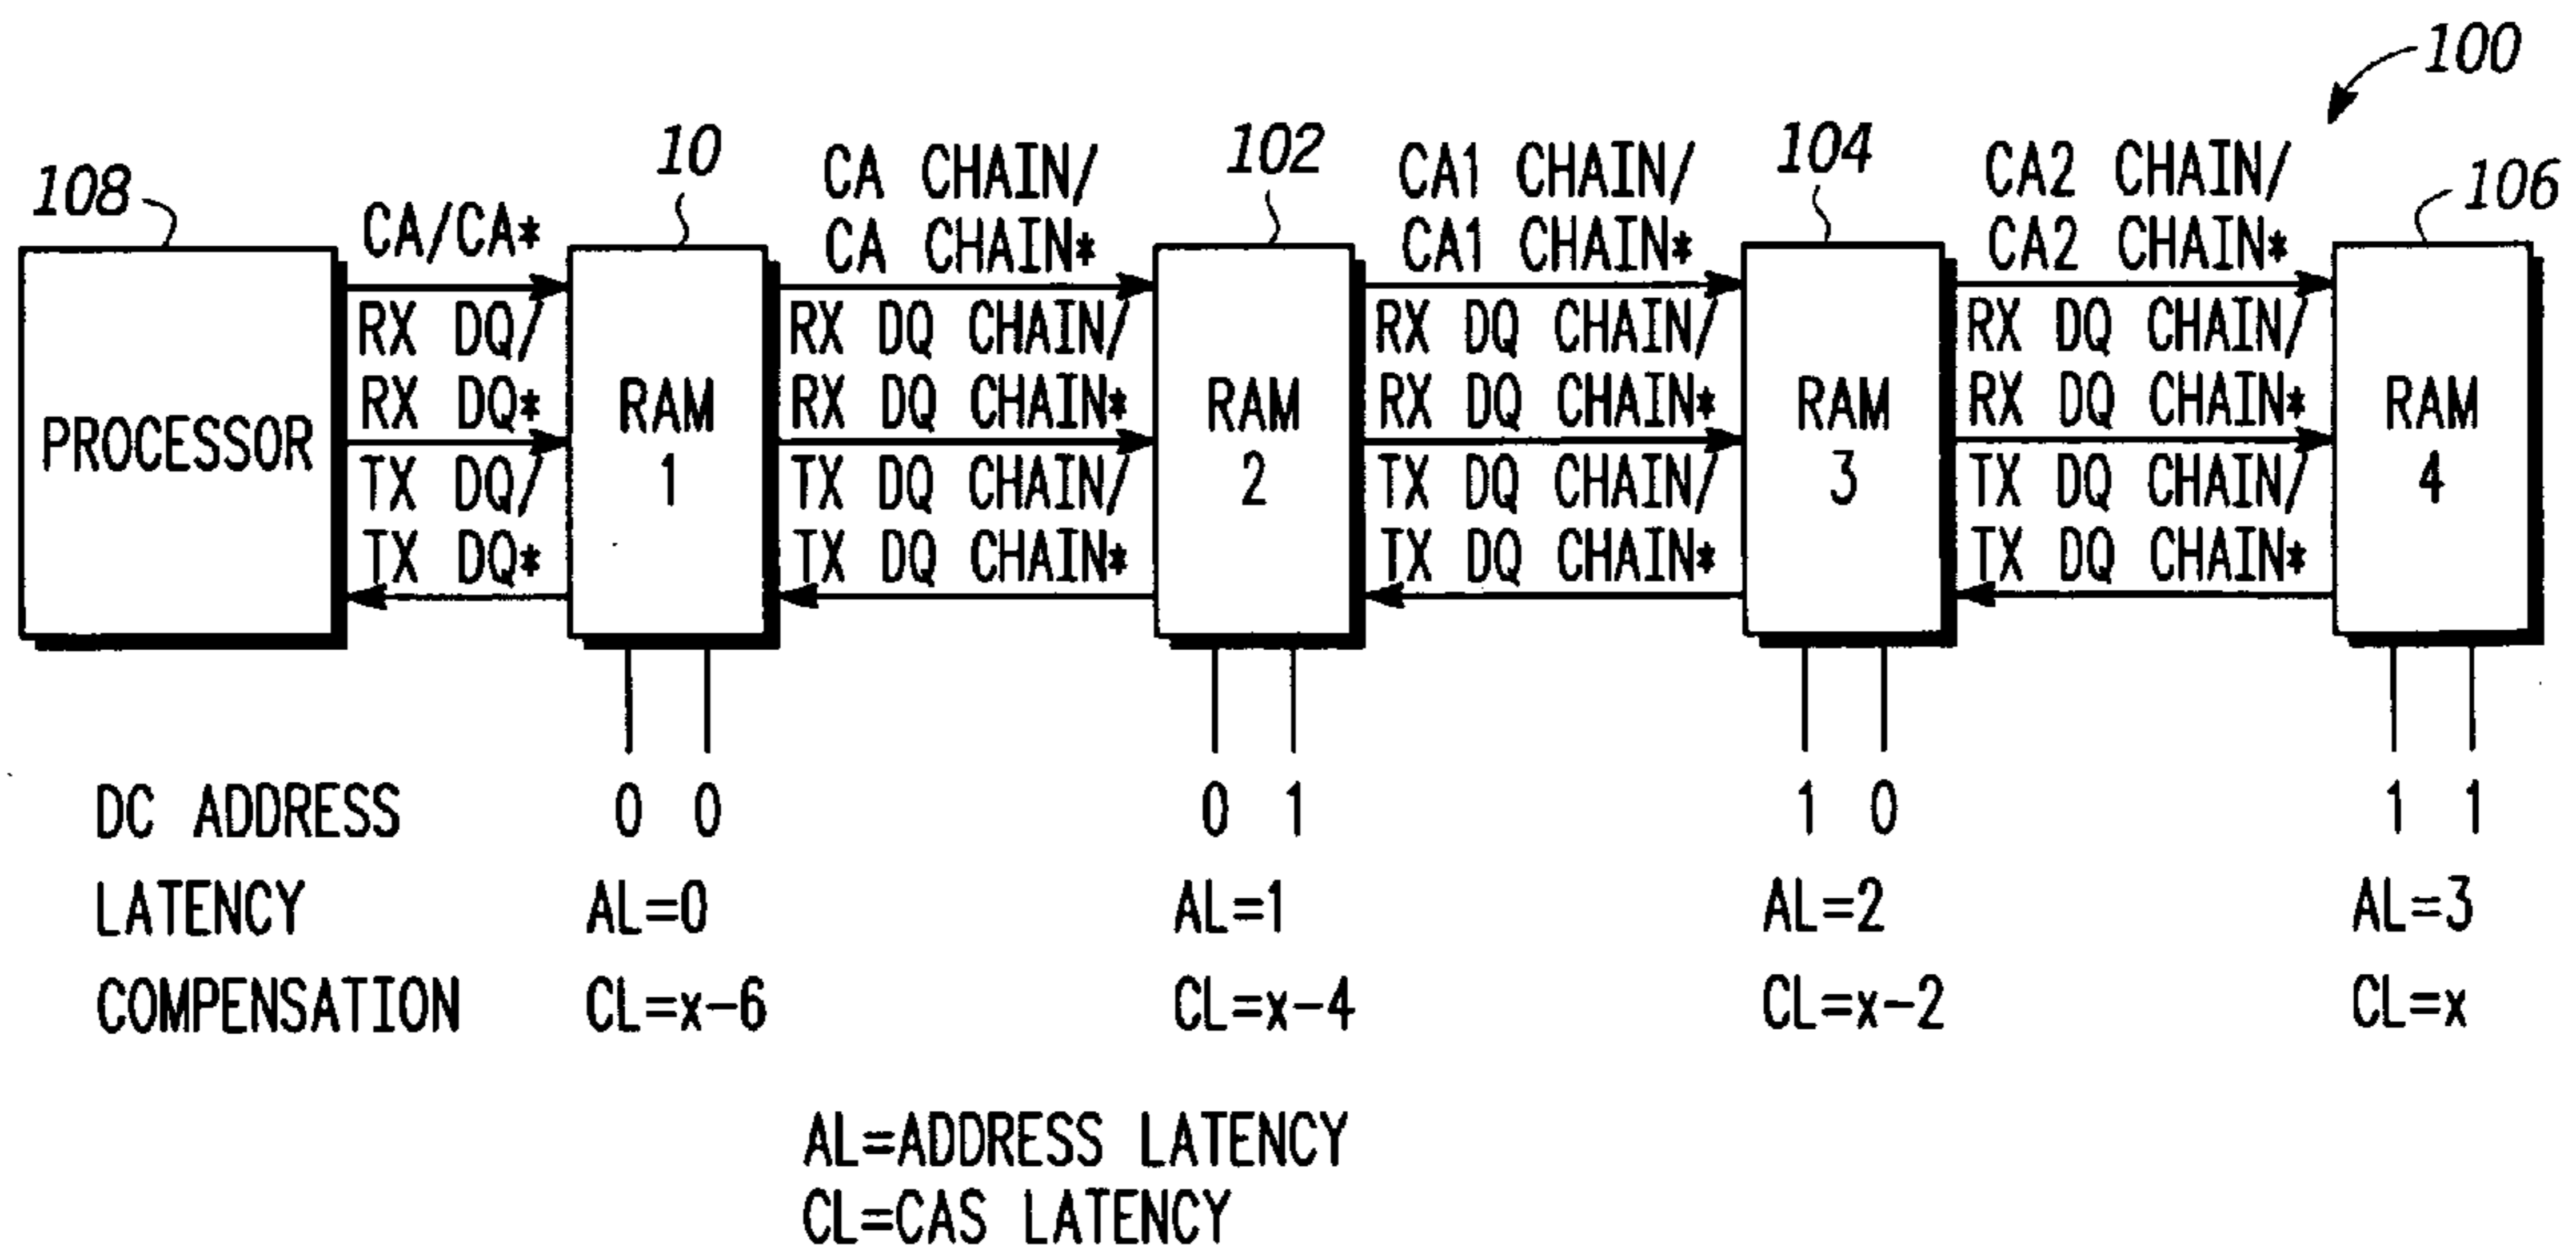 100
108
10
102
104
106
CA/CA*
RX DQ/
RX DQ*
TX DQ/
TX DQ*
CA CHAIN/
CA CHAIN*
RX DQ CHAIN/
RX DQ CHAIN*
TX DQ CHAIN/
TX DQ CHAIN*
CA1 CHAIN/
CA1 CHAIN*
RX DQ CHAIN/
RX DQ CHAIN*
TX DQ CHAIN/
TX DQ CHAIN*
CA2 CHAIN/
CA2 CHAIN*
RX DQ CHAIN/
RX DQ CHAIN*
TX DQ CHAIN/
TX DQ CHAIN*
PROCESSOR
RAM
1
RAM
2
RAM
3
RAM
4
DC ADDRESS 0 0 0 1 1 0 1 1
LATENCY AL=0 AL=1 AL=2 AL=3
COMPENSATION CL=x-6 CL=x-4 CL=x-2 CL=x
AL=ADDRESS LATENCY
CL=CAS LATENCY